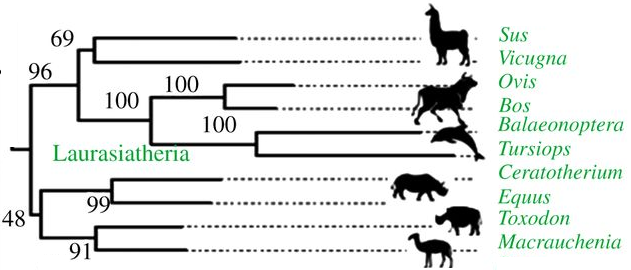 69
Sus
Vicugna
96
100
Ovis
100
Bos
100
Balaeonoptera
Laurasiatheria
Tursiops
Ceratotherium
99
Equus
48
Toxodon
91
Macrauchenia